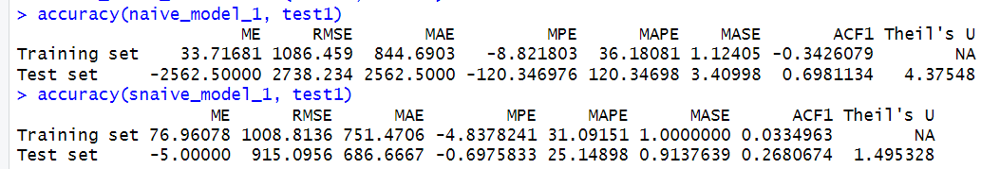 > accuracy(naive_model_1, test1)
ME RMSE MAE MPE MAPE MASE ACF1 Theil's U
Training set 33.71681 1086.459 844.6903 -8.821803 36.18081 1.12405 -0.3426079 NA
Test set -2562.50000 2738.234 2562.5000 -120.346976 120.34698 3.40998 0.6981134 4.37548
> accuracy(snaive_model_1, test1)
ME RMSE MAE MPE MAPE MASE ACF1 Theil's U
Training set 76.96078 1008.8136 751.4706 -4.8378241 31.09151 1.0000000 0.0334963 NA
Test set -5.00000 915.0956 686.6667 -0.6975833 25.14898 0.9137639 0.2680674 1.495328